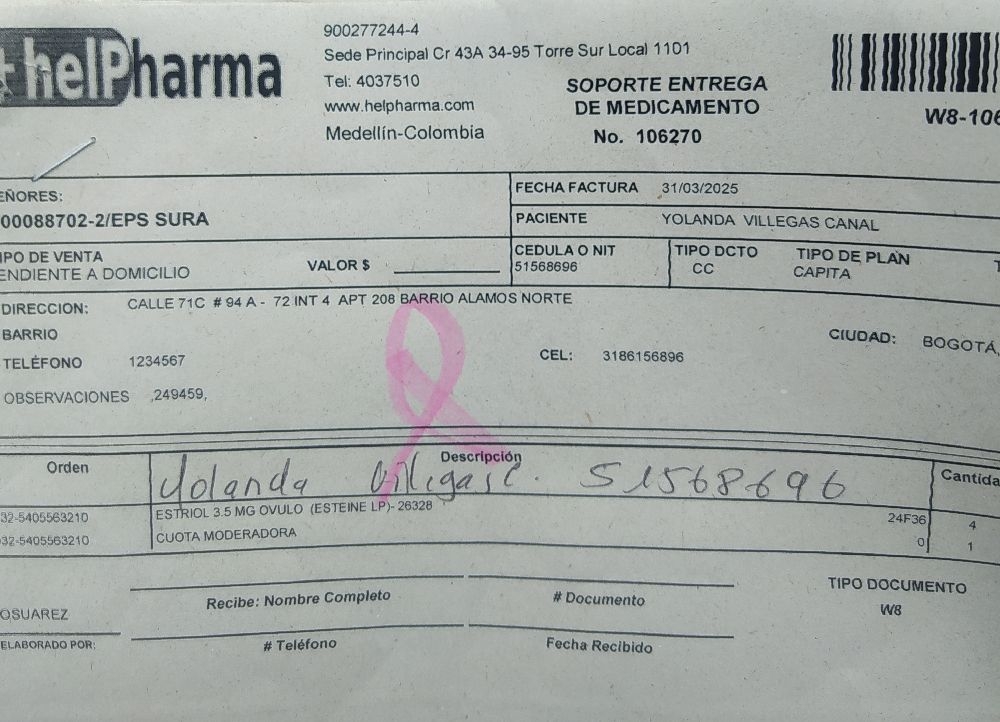 helPharma
900277244-4
Sede Principal Cr 43A 34-95 Torre Sur Local 1101
Tel: 4037510
www.helpharma.com
Medellín-Colombia
SOPORTE ENTREGA
DE MEDICAMENTO
No. 106270
W8-106
EÑORES:
00088702-2/EPS SURA
FECHA FACTURA 31/03/2025
PACIENTE YOLANDA VILLEGAS CANAL
IPO DE VENTA
ENDIENTE A DOMICILIO
VALOR $
CEDULA O NIT
51568696
TIPO DCTO
CC
TIPO DE PLAN
CAPITA
T
DIRECCION: CALLE 71C # 94 A - 72 INT 4 APT 208 BARRIO ALAMOS NORTE
BARRIO
CIUDAD: BOGOTÁ,
TELÉFONO 1234567
CEL: 3186156896
OBSERVACIONES ,249459,
Orden Descripción Cantida
Yolanda Villegas C. 51568696
32-5405563210 ESTRIOL 3.5 MG OVULO (ESTEINE LP)- 26328 24F36 4
32-5405563210 CUOTA MODERADORA 0 1
Recibe: Nombre Completo
# Documento
TIPO DOCUMENTO
W8
OSUAREZ
ELABORADO POR:
# Teléfono
Fecha Recibido